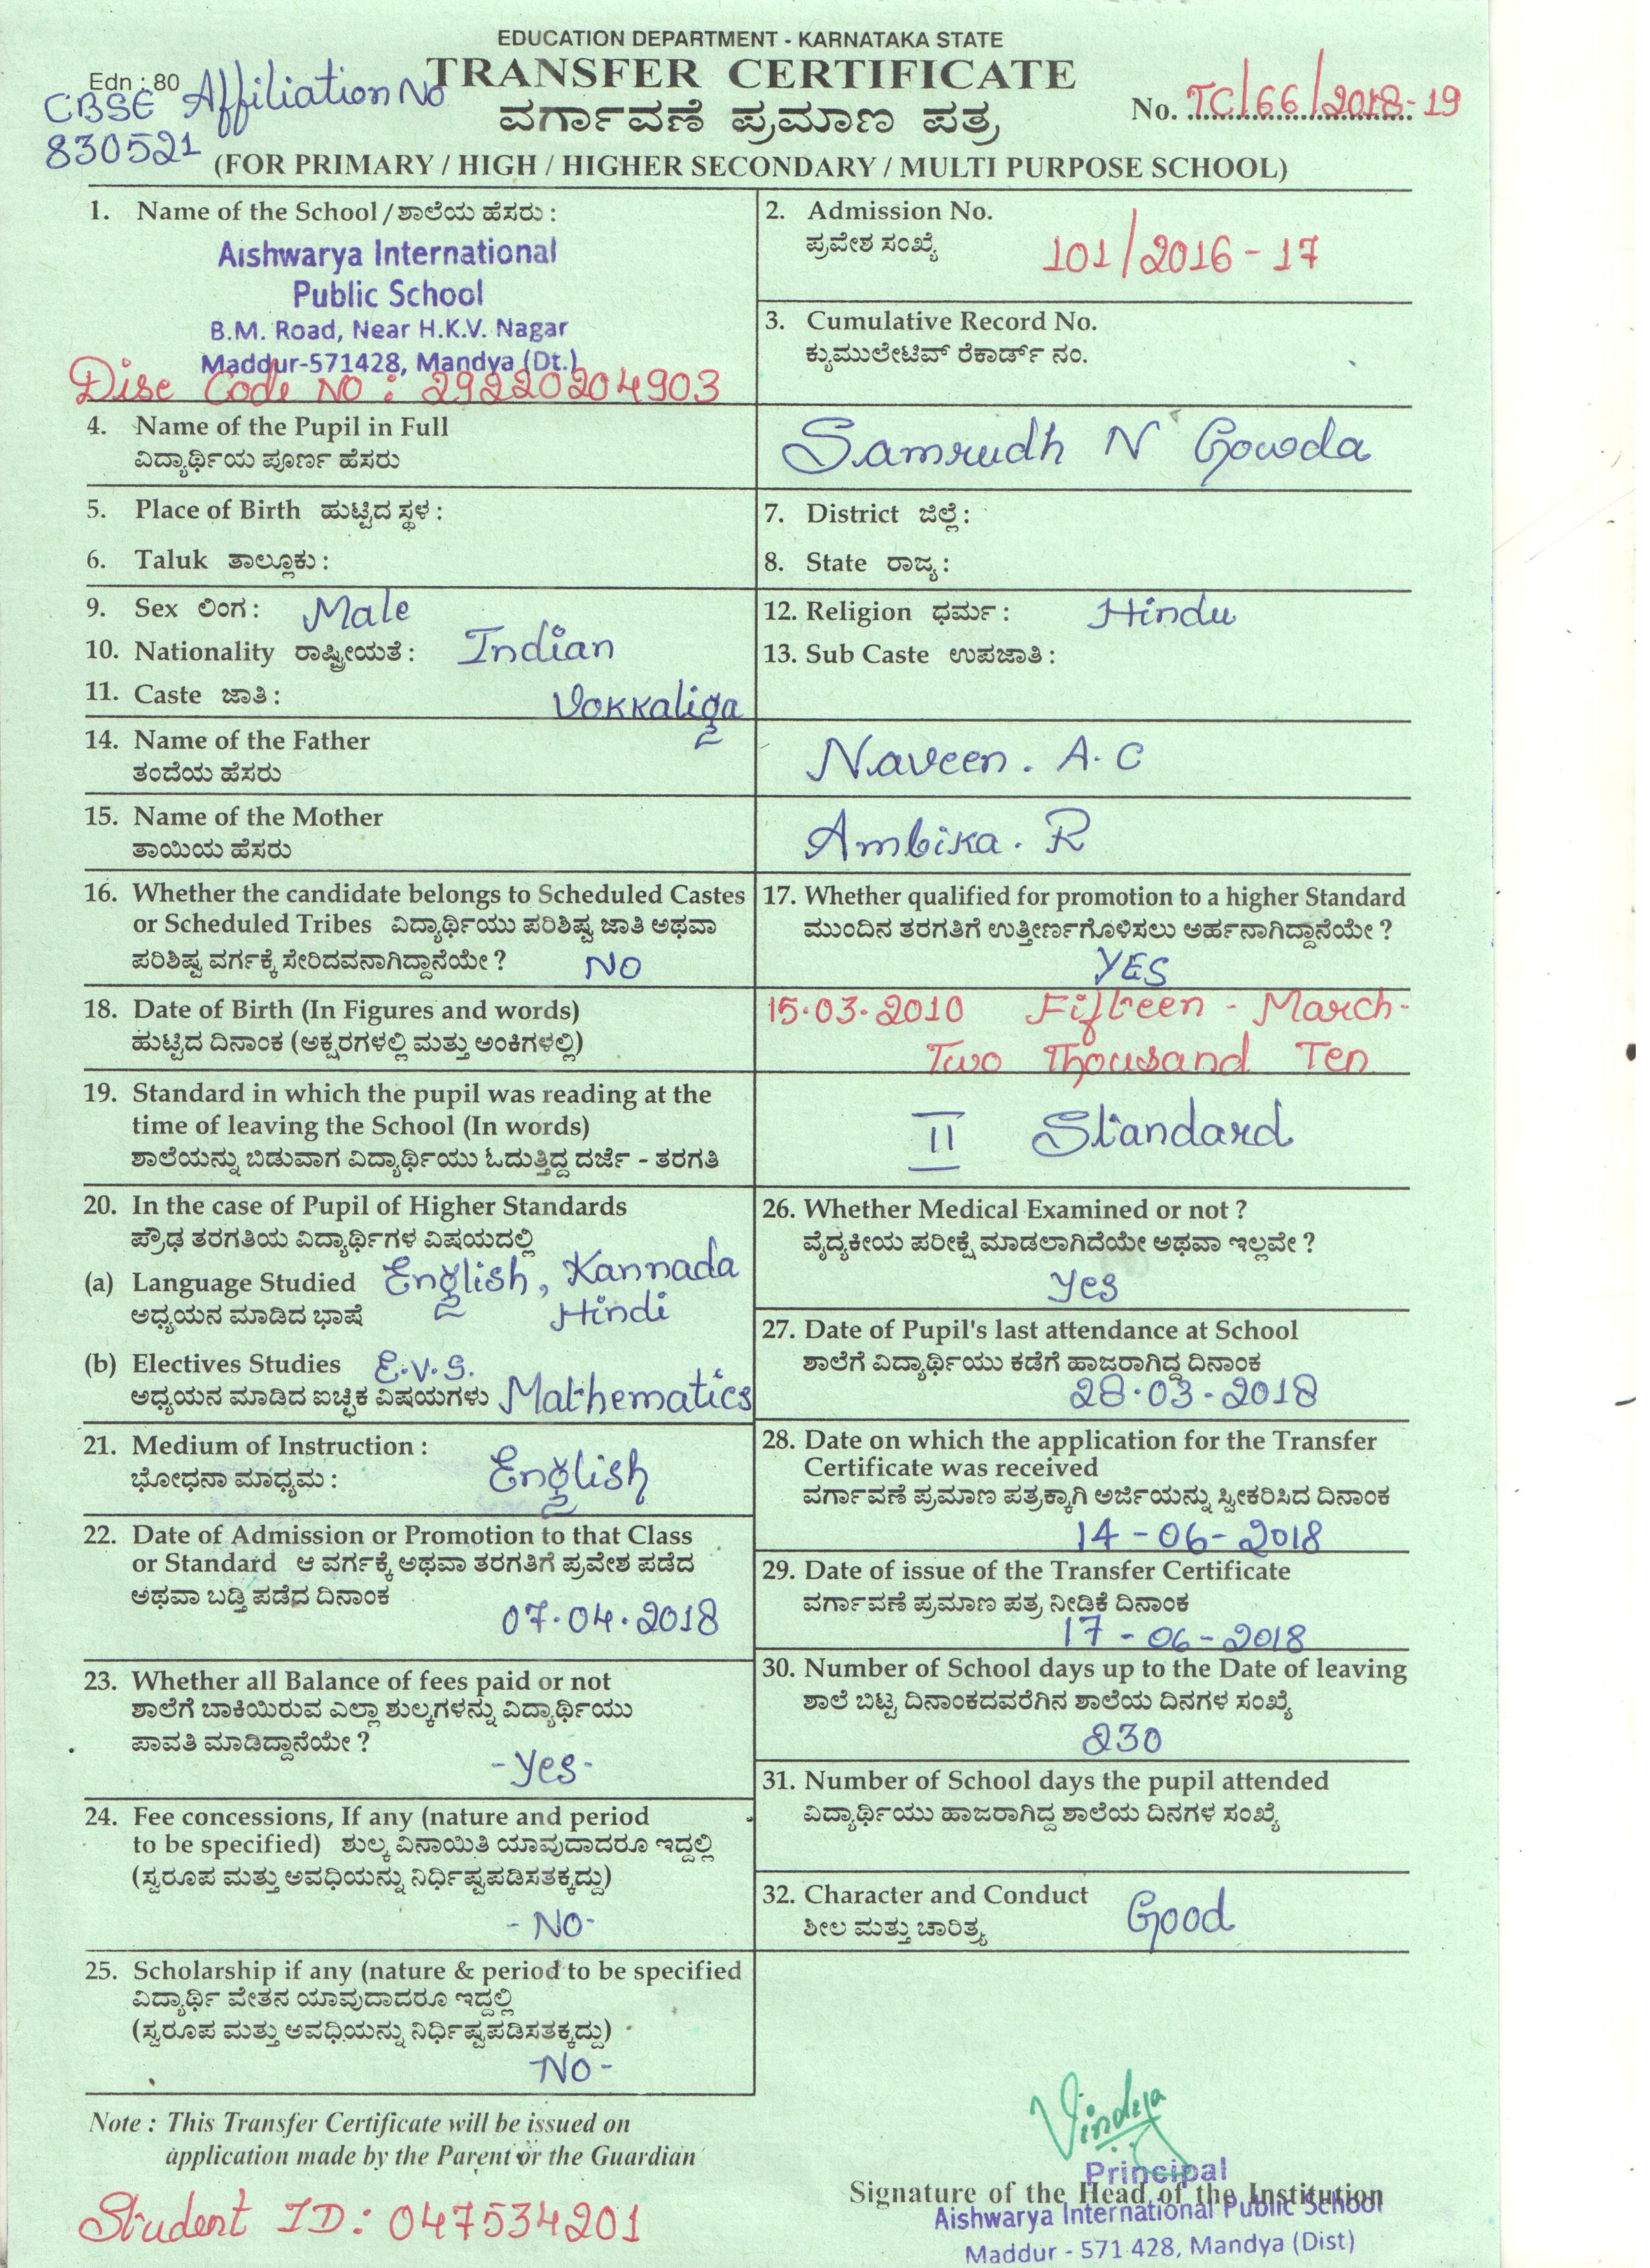 EDUCATION DEPARTMENT - KARNATAKA STATE
Edn : 80
TRANSFER CERTIFICATE
CBSE Affiliation No
830521
ವರ್ಗಾವಣೆ ಪ್ರಮಾಣ ಪತ್ರ
No. TC/66/2018-19
(FOR PRIMARY / HIGH / HIGHER SECONDARY / MULTI PURPOSE SCHOOL)
1. Name of the School / ಶಾಲೆಯ ಹೆಸರು :
Aishwarya International
Public School
B.M. Road, Near H.K.V. Nagar
Maddur-571428, Mandya (Dt.)
Dise Code NO : 29220204903
2. Admission No.
ಪ್ರವೇಶ ಸಂಖ್ಯೆ
101/2016-17
3. Cumulative Record No.
ಕ್ಯುಮುಲೇಟಿವ್ ರೆಕಾರ್ಡ್ ನಂ.
4. Name of the Pupil in Full
ವಿದ್ಯಾರ್ಥಿಯ ಪೂರ್ಣ ಹೆಸರು
Samrudh N Gowda
5. Place of Birth ಹುಟ್ಟಿದ ಸ್ಥಳ :
6. Taluk ತಾಲ್ಲೂಕು :
7. District ಜಿಲ್ಲೆ :
8. State ರಾಜ್ಯ :
9. Sex ಲಿಂಗ : Male
10. Nationality ರಾಷ್ಟ್ರೀಯತೆ : Indian
11. Caste ಜಾತಿ : Vokkaliga
12. Religion ಧರ್ಮ : Hindu
13. Sub Caste ಉಪಜಾತಿ :
14. Name of the Father
ತಂದೆಯ ಹೆಸರು
Naveen. A.C
15. Name of the Mother
ತಾಯಿಯ ಹೆಸರು
Ambika. R
16. Whether the candidate belongs to Scheduled Castes
or Scheduled Tribes ವಿದ್ಯಾರ್ಥಿಯು ಪರಿಶಿಷ್ಟ ಜಾತಿ ಅಥವಾ
ಪರಿಶಿಷ್ಟ ವರ್ಗಕ್ಕೆ ಸೇರಿದವನಾಗಿದ್ದಾನೆಯೇ ? NO
17. Whether qualified for promotion to a higher Standard
ಮುಂದಿನ ತರಗತಿಗೆ ಉತ್ತೀರ್ಣಗೊಳಿಸಲು ಅರ್ಹನಾಗಿದ್ದಾನೆಯೇ ?
YES
18. Date of Birth (In Figures and words)
ಹುಟ್ಟಿದ ದಿನಾಂಕ (ಅಕ್ಷರಗಳಲ್ಲಿ ಮತ್ತು ಅಂಕಿಗಳಲ್ಲಿ)
15.03.2010 Fifteen - March -
Two Thousand Ten
19. Standard in which the pupil was reading at the
time of leaving the School (In words)
ಶಾಲೆಯನ್ನು ಬಿಡುವಾಗ ವಿದ್ಯಾರ್ಥಿಯು ಓದುತ್ತಿದ್ದ ದರ್ಜೆ - ತರಗತಿ
II Standard
20. In the case of Pupil of Higher Standards
ಪ್ರೌಢ ತರಗತಿಯ ವಿದ್ಯಾರ್ಥಿಗಳ ವಿಷಯದಲ್ಲಿ
(a) Language Studied English, Kannada
ಅಧ್ಯಯನ ಮಾಡಿದ ಭಾಷೆ Hindi
(b) Electives Studies E.V.S.
ಅಧ್ಯಯನ ಮಾಡಿದ ಐಚ್ಛಿಕ ವಿಷಯಗಳು Mathematics
21. Medium of Instruction :
ಭೋಧನಾ ಮಾಧ್ಯಮ : English
22. Date of Admission or Promotion to that Class
or Standard ಆ ವರ್ಗಕ್ಕೆ ಅಥವಾ ತರಗತಿಗೆ ಪ್ರವೇಶ ಪಡೆದ
ಅಥವಾ ಬಡ್ತಿ ಪಡೆದ ದಿನಾಂಕ
07.04.2018
23. Whether all Balance of fees paid or not
ಶಾಲೆಗೆ ಬಾಕಿಯಿರುವ ಎಲ್ಲಾ ಶುಲ್ಕಗಳನ್ನು ವಿದ್ಯಾರ್ಥಿಯು
ಪಾವತಿ ಮಾಡಿದ್ದಾನೆಯೇ ?
-Yes-
24. Fee concessions, If any (nature and period
to be specified) ಶುಲ್ಕ ವಿನಾಯಿತಿ ಯಾವುದಾದರೂ ಇದ್ದಲ್ಲಿ
(ಸ್ವರೂಪ ಮತ್ತು ಅವಧಿಯನ್ನು ನಿರ್ಧಿಷ್ಟಪಡಿಸತಕ್ಕದ್ದು)
-NO-
25. Scholarship if any (nature & period to be specified
ವಿದ್ಯಾರ್ಥಿ ವೇತನ ಯಾವುದಾದರೂ ಇದ್ದಲ್ಲಿ
(ಸ್ವರೂಪ ಮತ್ತು ಅವಧಿಯನ್ನು ನಿರ್ಧಿಷ್ಟಪಡಿಸತಕ್ಕದ್ದು)
NO-
26. Whether Medical Examined or not ?
ವೈದ್ಯಕೀಯ ಪರೀಕ್ಷೆ ಮಾಡಲಾಗಿದೆಯೇ ಅಥವಾ ಇಲ್ಲವೇ ?
Yes
27. Date of Pupil's last attendance at School
ಶಾಲೆಗೆ ವಿದ್ಯಾರ್ಥಿಯು ಕಡೆಗೆ ಹಾಜರಾಗಿದ್ದ ದಿನಾಂಕ
28.03.2018
28. Date on which the application for the Transfer
Certificate was received
ವರ್ಗಾವಣೆ ಪ್ರಮಾಣ ಪತ್ರಕ್ಕಾಗಿ ಅರ್ಜಿಯನ್ನು ಸ್ವೀಕರಿಸಿದ ದಿನಾಂಕ
14-06-2018
29. Date of issue of the Transfer Certificate
ವರ್ಗಾವಣೆ ಪ್ರಮಾಣ ಪತ್ರ ನೀಡಿಕೆ ದಿನಾಂಕ
17-06-2018
30. Number of School days up to the Date of leaving
ಶಾಲೆ ಬಿಟ್ಟ ದಿನಾಂಕದವರೆಗಿನ ಶಾಲೆಯ ದಿನಗಳ ಸಂಖ್ಯೆ
230
31. Number of School days the pupil attended
ವಿದ್ಯಾರ್ಥಿಯು ಹಾಜರಾಗಿದ್ದ ಶಾಲೆಯ ದಿನಗಳ ಸಂಖ್ಯೆ
32. Character and Conduct
ಶೀಲ ಮತ್ತು ಚಾರಿತ್ರ್ಯ
Good
Note : This Transfer Certificate will be issued on
application made by the Parent or the Guardian
Student ID: 047534201
Vindya
Principal
Signature of the Head of the Institution
Aishwarya International Public School
Maddur - 571 428, Mandya (Dist)